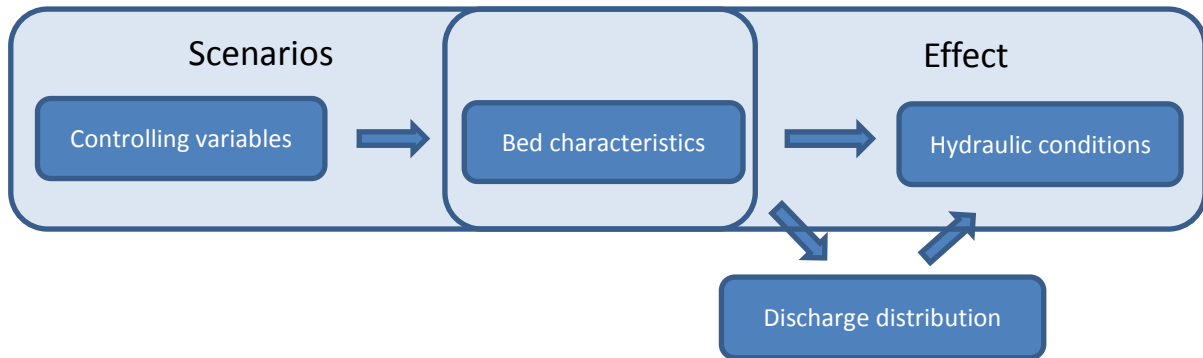 Scenarios
Effect
Controlling variables
Bed characteristics
Hydraulic conditions
Discharge distribution